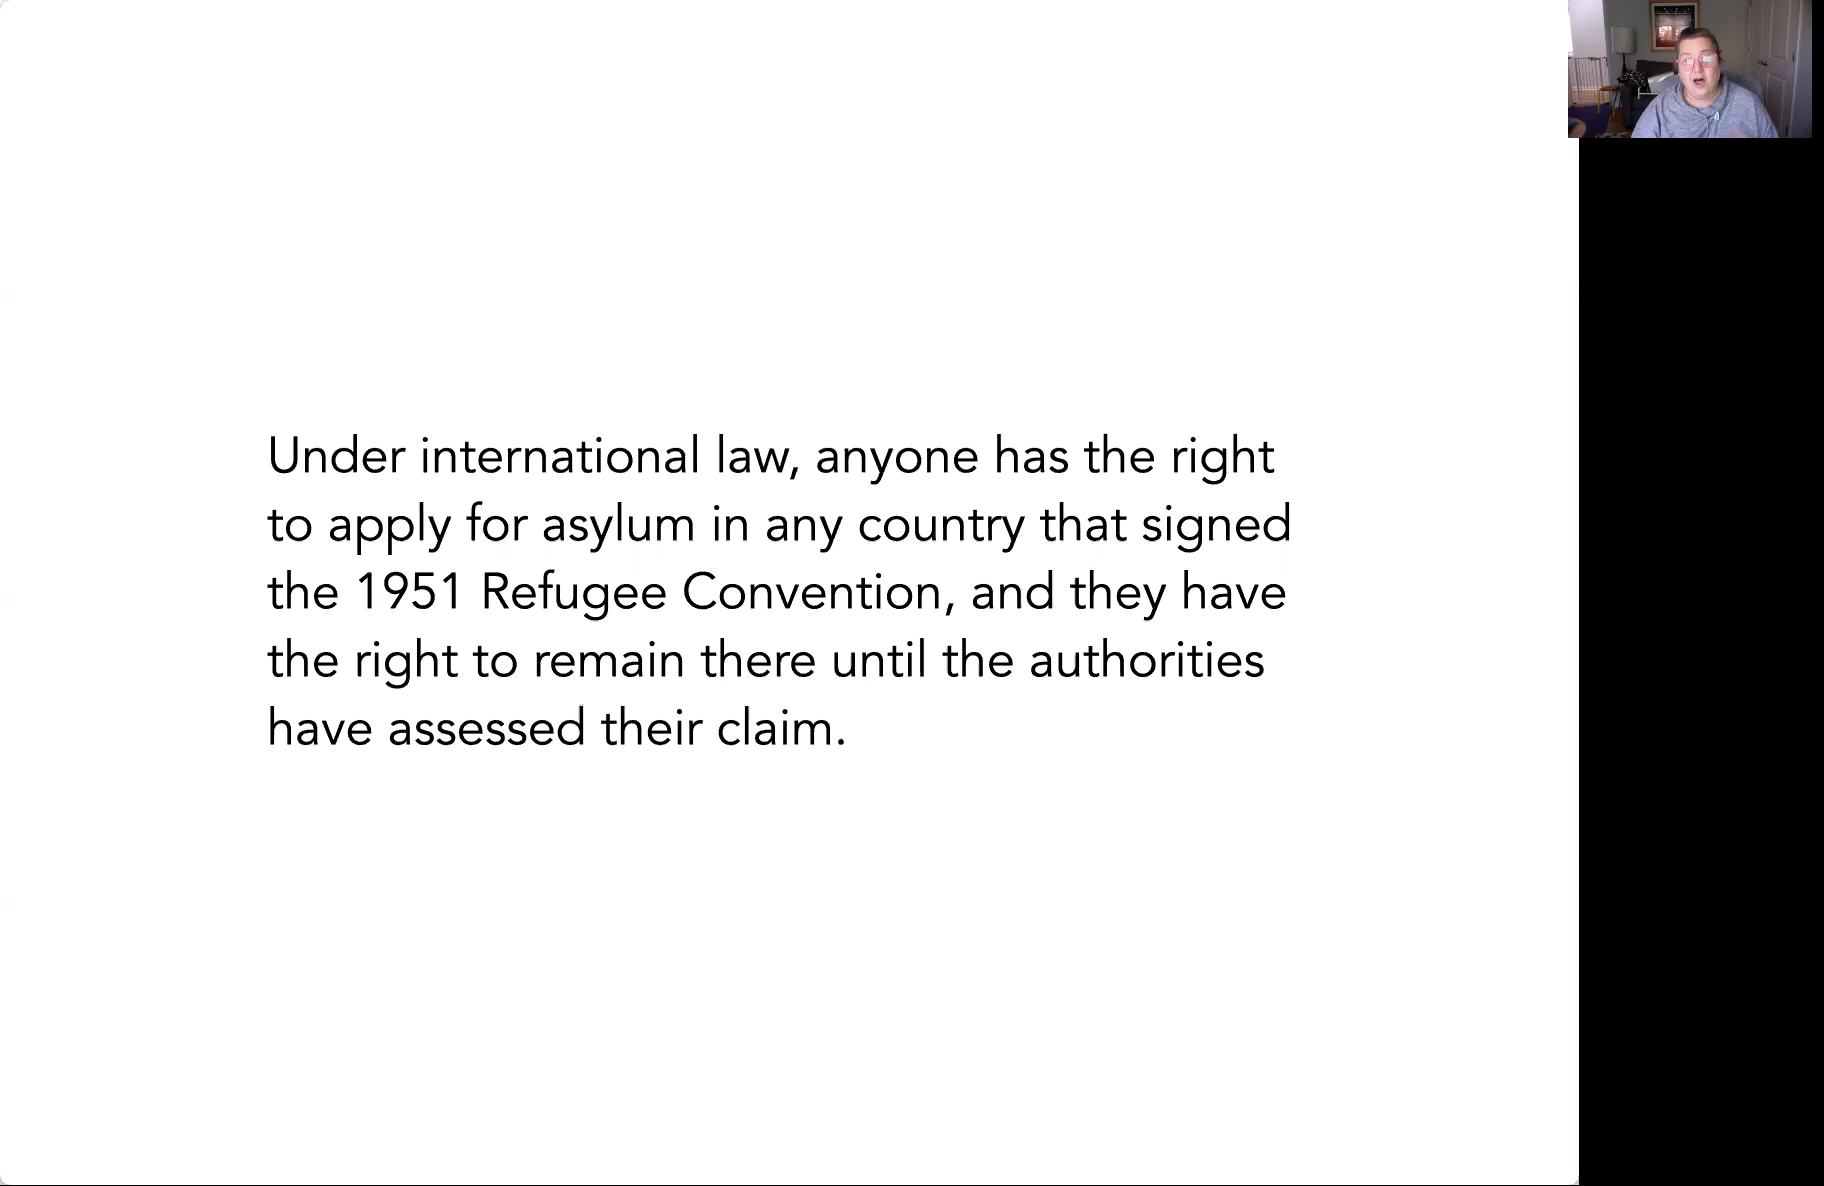 Under international law, anyone has the right
to apply for asylum in any country that signed
the 1951 Refugee Convention, and they have
the right to remain there until the authorities
have assessed their claim.